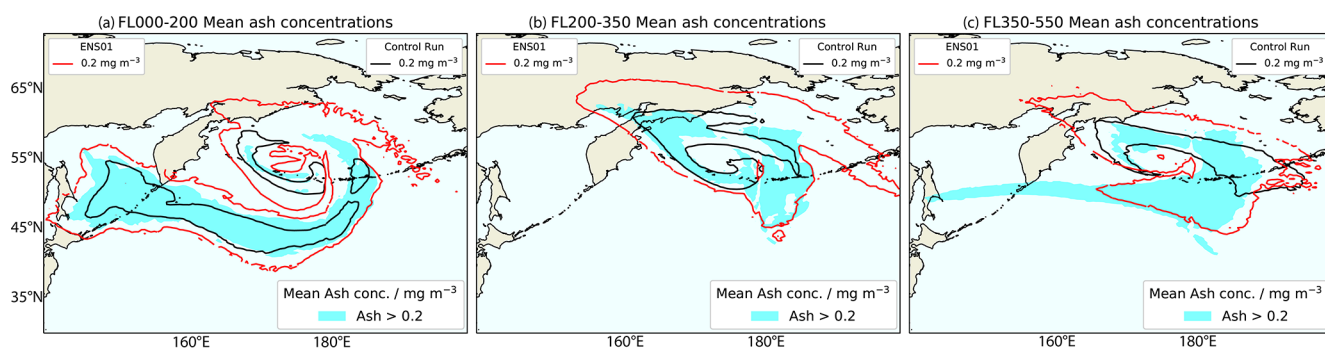 (a) FL000-200 Mean ash concentrations
ENS01
0.2 mg m⁻³
Control Run
0.2 mg m⁻³
Mean Ash conc. / mg m⁻³
Ash > 0.2
65°N
55°N
45°N
35°N
160°E
180°E
(b) FL200-350 Mean ash concentrations
ENS01
0.2 mg m⁻³
Control Run
0.2 mg m⁻³
Mean Ash conc. / mg m⁻³
Ash > 0.2
160°E
180°E
(c) FL350-550 Mean ash concentrations
ENS01
0.2 mg m⁻³
Control Run
0.2 mg m⁻³
Mean Ash conc. / mg m⁻³
Ash > 0.2
160°E
180°E